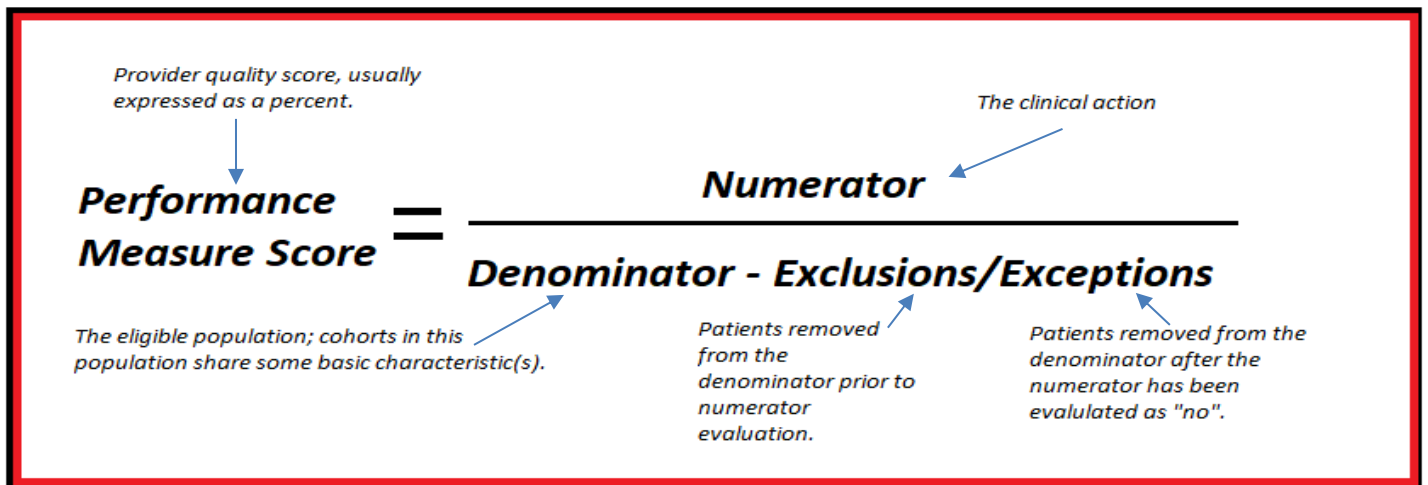 Provider quality score, usually
expressed as a percent.
The clinical action
Performance
Measure Score
=
Numerator
Denominator - Exclusions/Exceptions
The eligible population; cohorts in this
population share some basic characteristic(s).
Patients removed
from the
denominator prior to
numerator
evaluation.
Patients removed from the
denominator after the
numerator has been
evalulated as "no".